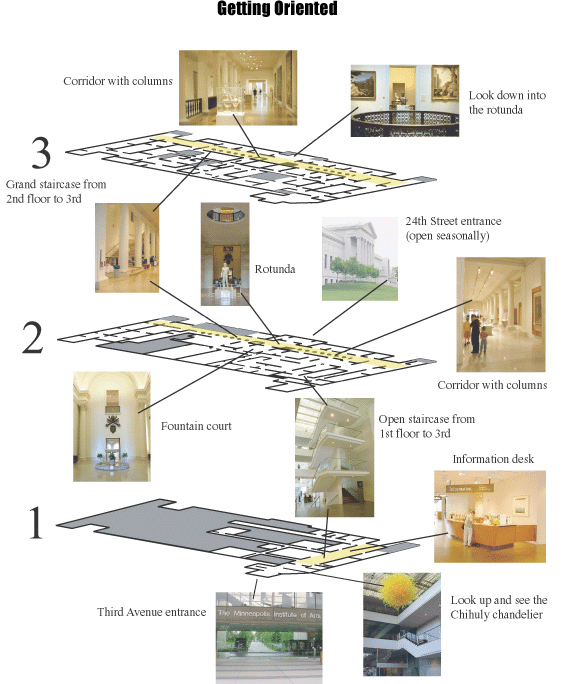 Getting Oriented
Corridor with columns
Look down into
the rotunda
3
Grand staircase from
2nd floor to 3rd
24th Street entrance
(open seasonally)
Rotunda
2
Corridor with columns
Fountain court
Open staircase from
1st floor to 3rd
Information desk
1
Third Avenue entrance
The Minneapolis Institute of Arts
Look up and see the
Chihuly chandelier